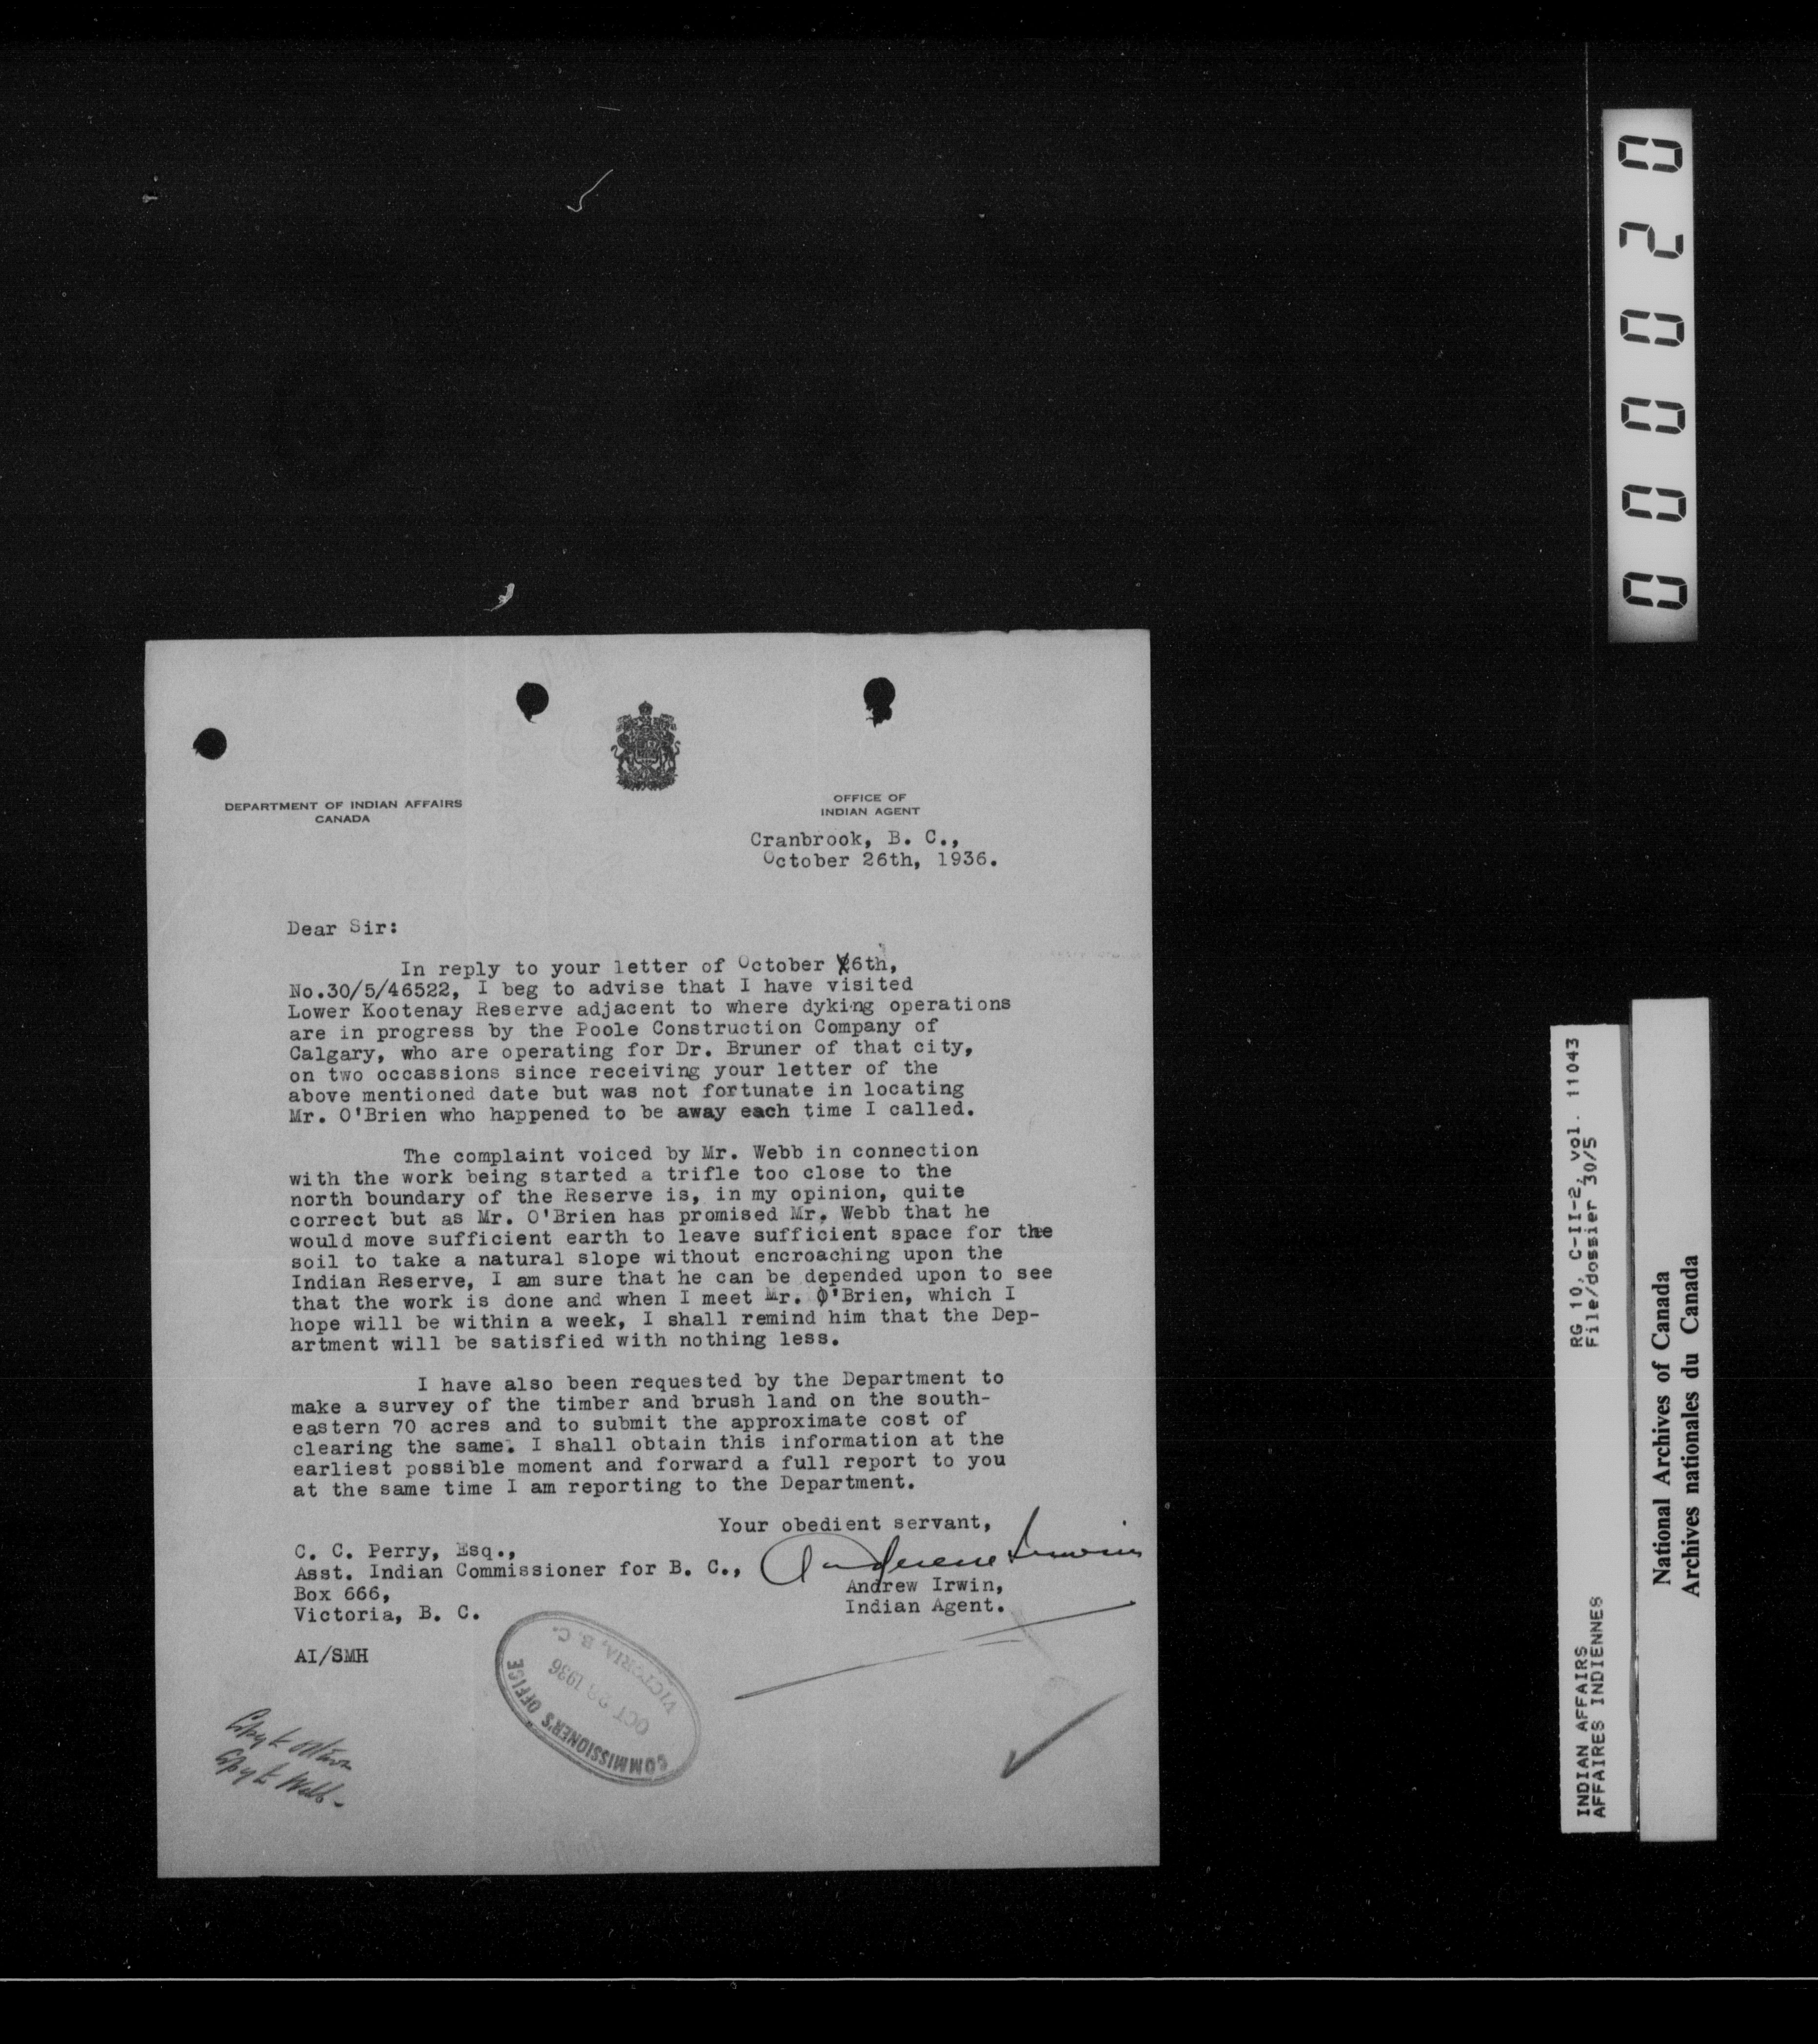 DEPARTMENT OF INDIAN AFFAIRS
CANADA
OFFICE OF
INDIAN AGENT
Cranbrook, B. C.,
October 26th, 1936.
Dear Sir:
In reply to your letter of October 6th,
No.30/5/46522, I beg to advise that I have visited
Lower Kootenay Reserve adjacent to where dyking operations
are in progress by the Poole Construction Company of
Calgary, who are operating for Dr. Bruner of that city,
on two occassions since receiving your letter of the
above mentioned date but was not fortunate in locating
Mr. O'Brien who happened to be away each time I called.
The complaint voiced by Mr. Webb in connection
with the work being started a trifle too close to the
north boundary of the Reserve is, in my opinion, quite
correct but as Mr. O'Brien has promised Mr. Webb that he
would move sufficient earth to leave sufficient space for the
soil to take a natural slope without encroaching upon the
Indian Reserve, I am sure that he can be depended upon to see
that the work is done and when I meet Mr. O'Brien, which I
hope will be within a week, I shall remind him that the Dep-
artment will be satisfied with nothing less.
I have also been requested by the Department to
make a survey of the timber and brush land on the south-
eastern 70 acres and to submit the approximate cost of
clearing the same. I shall obtain this information at the
earliest possible moment and forward a full report to you
at the same time I am reporting to the Department.
Your obedient servant,
C. C. Perry, Esq.,
Asst. Indian Commissioner for B. C.,
Box 666,
Victoria, B. C.
Andrew Irwin,
Indian Agent.
AI/SMH
COMMISSIONER'S OFFICE
OCT 28 1936
VICTORIA, B. C.
Copy to Ottawa
Copy to Webb -
000020
RG 10, C-II-2, vol. 11043
File/dossier 30/5
INDIAN AFFAIRS
AFFAIRES INDIENNES
National Archives of Canada
Archives nationales du Canada